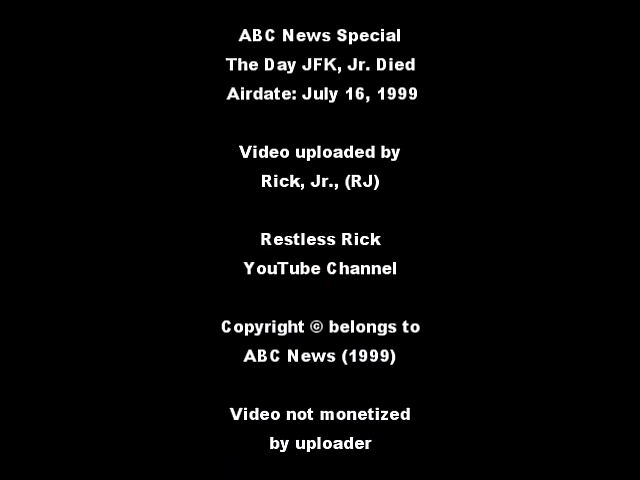 ABC News Special
The Day JFK, Jr. Died
Airdate: July 16, 1999
Video uploaded by
Rick, Jr., (RJ)
Restless Rick
YouTube Channel
Copyright © belongs to
ABC News (1999)
Video not monetized
by uploader